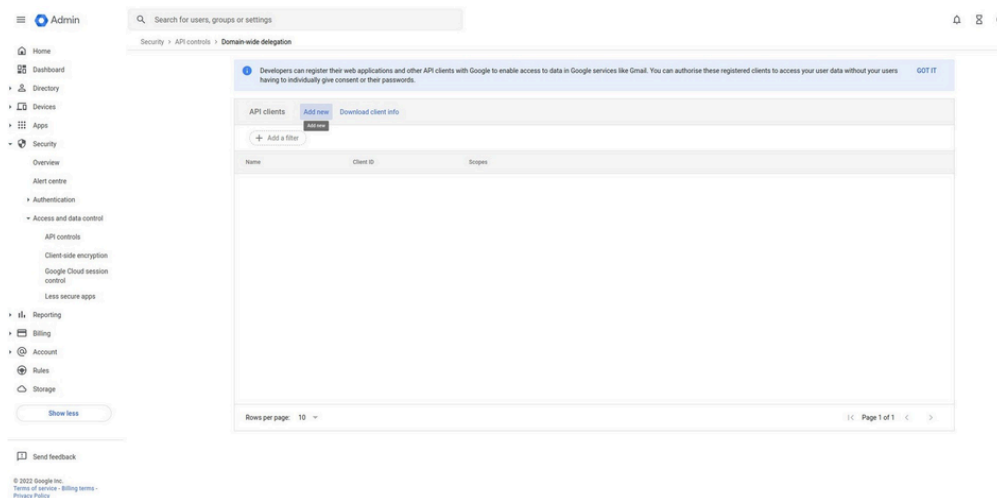 Admin
Search for users, groups or settings
Security > API controls > Domain-wide delegation
Home
Dashboard
Directory
Devices
Apps
Security
Overview
Alert centre
Authentication
Access and data control
API controls
Client-side encryption
Google Cloud session
control
Less secure apps
Reporting
Billing
Account
Rules
Storage
Show less
Send feedback
© 2022 Google Inc.
Terms of service - Billing terms -
Privacy Policy
Developers can register their web applications and other API clients with Google to enable access to data in Google services like Gmail. You can authorise these registered clients to access your user data without your users
having to individually give consent or their passwords.
GOT IT
API clients Add new Download client info
Add new
+ Add a filter
Name Client ID Scopes
Rows per page: 10 Page 1 of 1